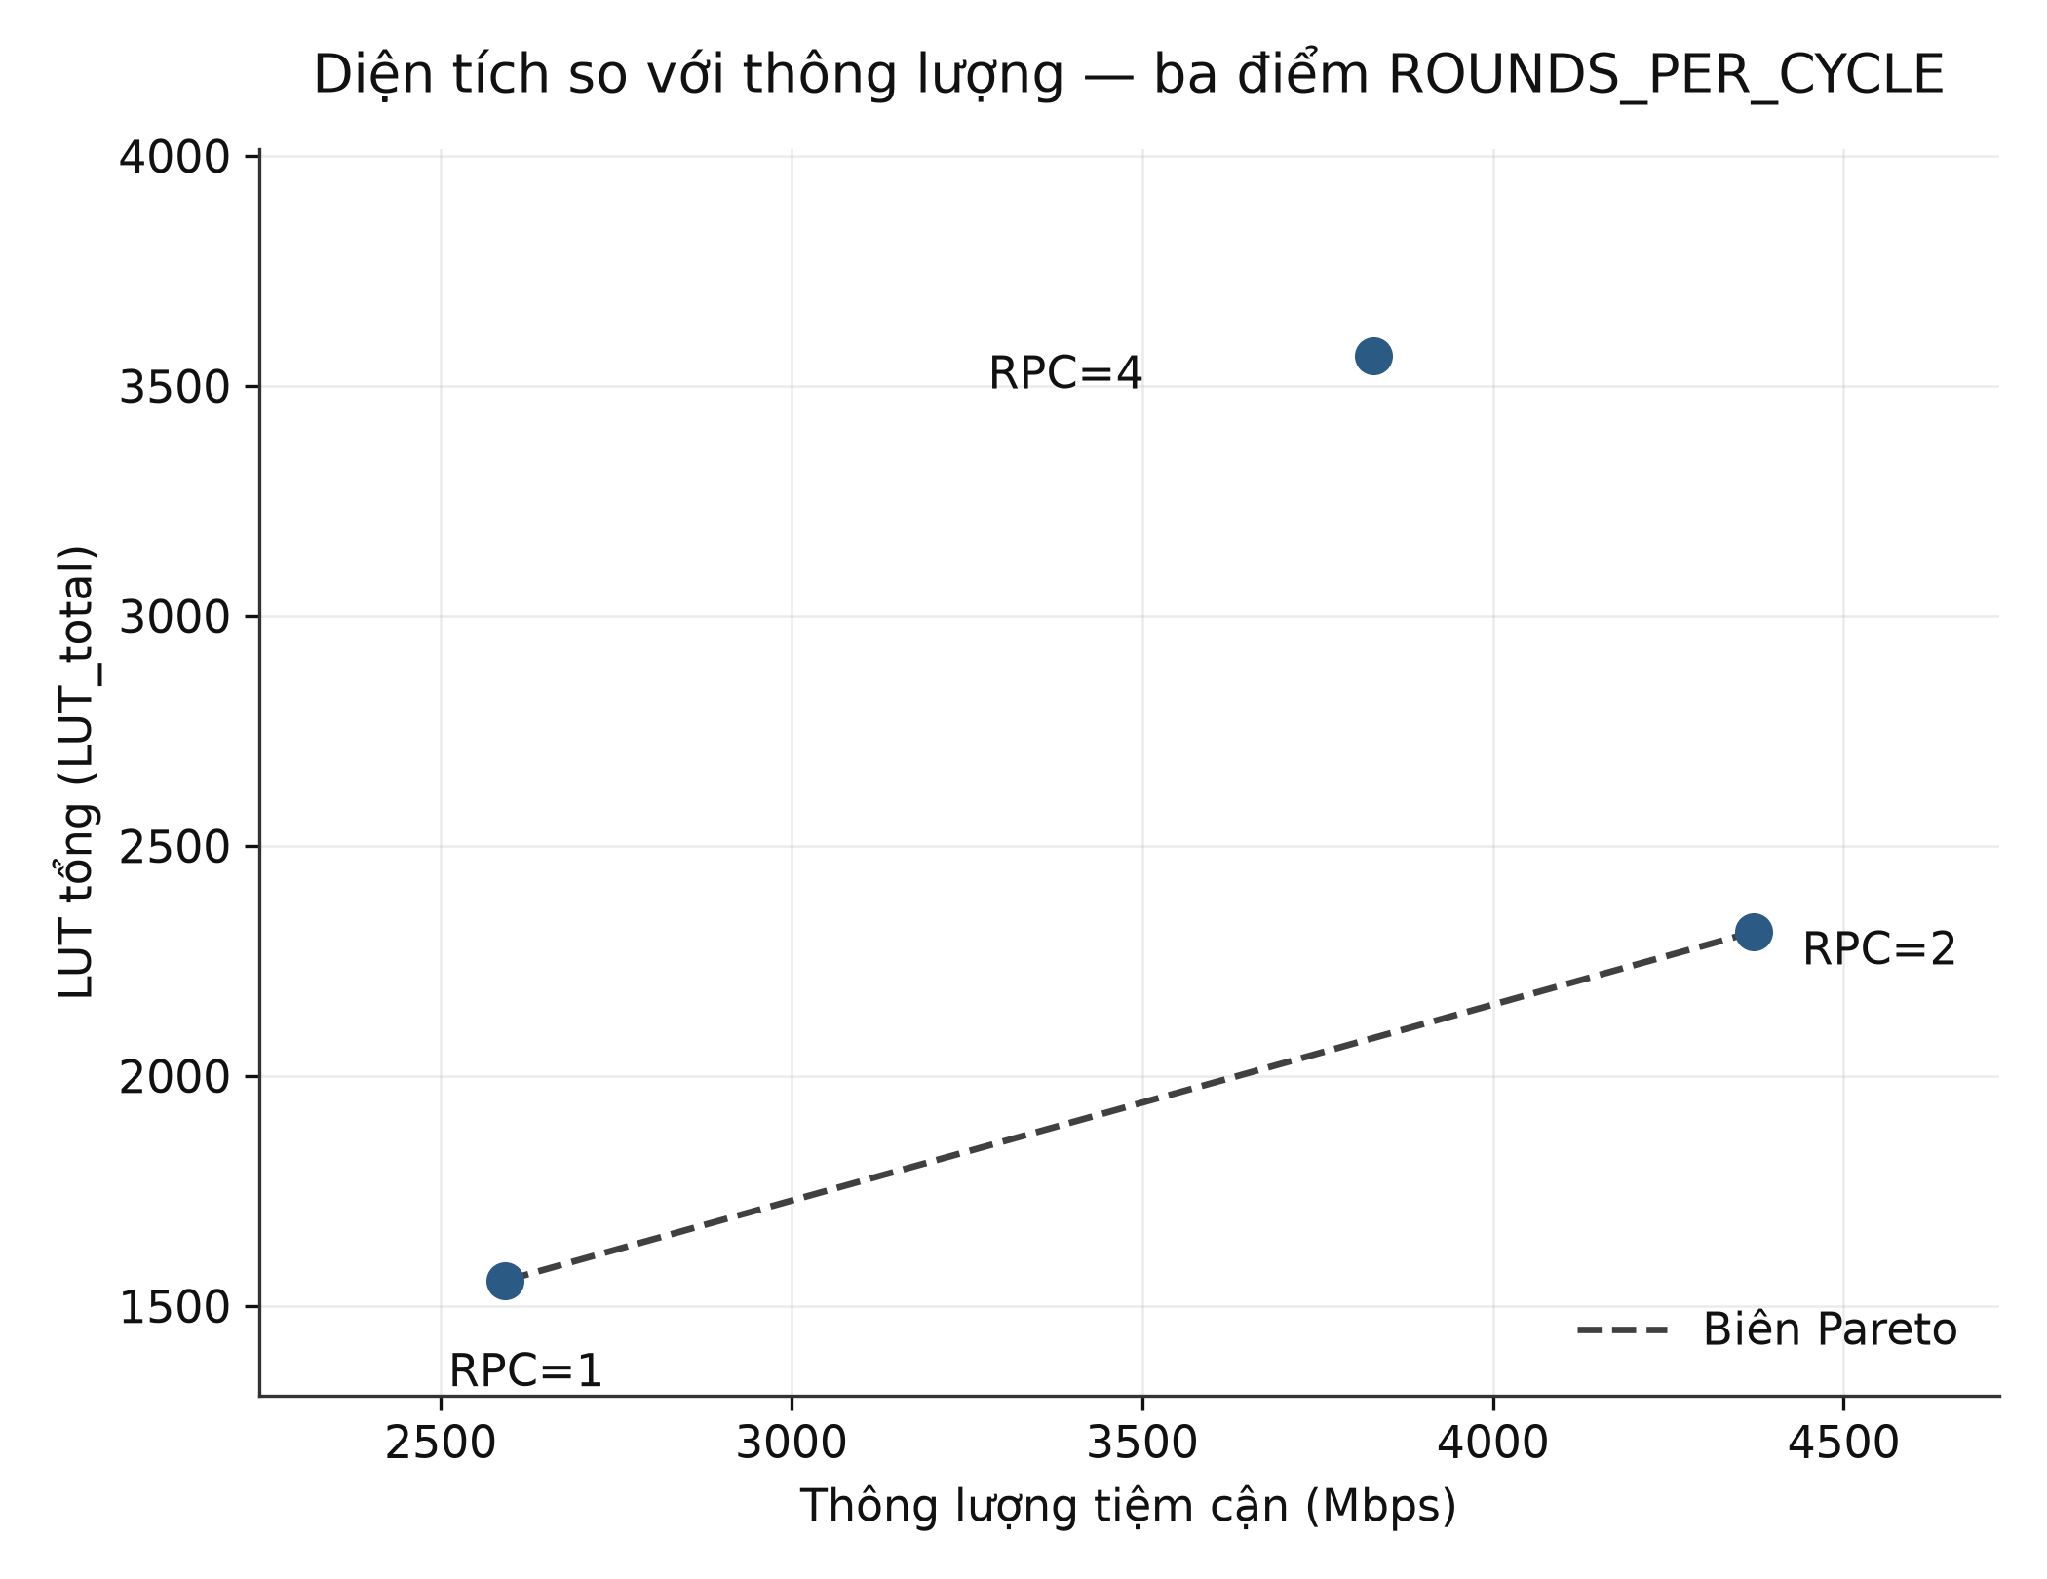 Diện tích so với thông lượng — ba điểm ROUNDS_PER_CYCLE
LUT tổng (LUT_total)
4000
3500
3000
2500
2000
1500
RPC=4
RPC=2
RPC=1
Biên Pareto
2500 3000 3500 4000 4500
Thông lượng tiệm cận (Mbps)